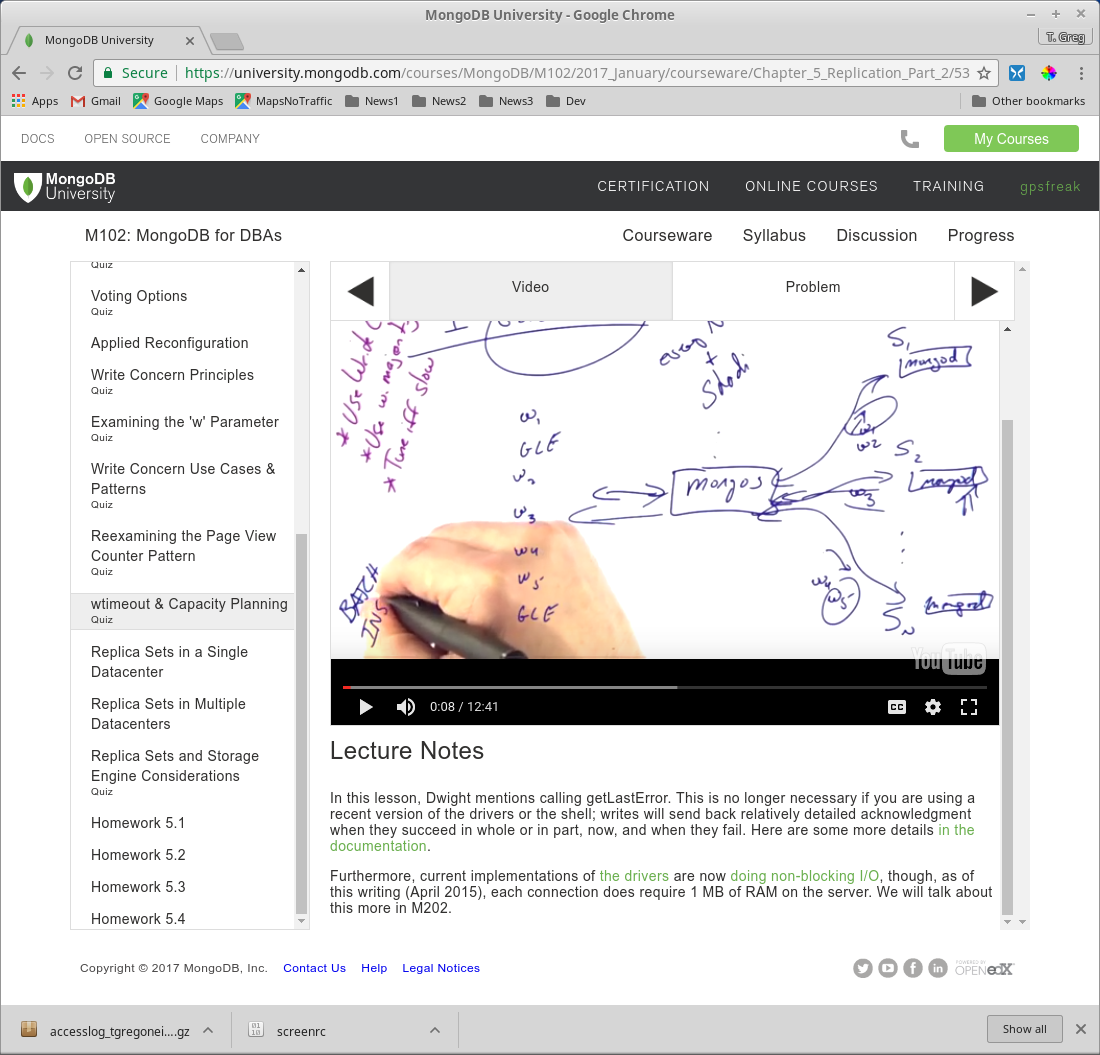 MongoDB University - Google Chrome
MongoDB University
T. Greg
Secure https://university.mongodb.com/courses/MongoDB/M102/2017_January/courseware/Chapter_5_Replication_Part_2/53
Apps Gmail Google Maps MapsNoTraffic News1 News2 News3 Dev Other bookmarks
DOCS OPEN SOURCE COMPANY My Courses
MongoDB
University
CERTIFICATION ONLINE COURSES TRAINING gpsfreak
M102: MongoDB for DBAs Courseware Syllabus Discussion Progress
Quiz
Voting Options
Quiz
Applied Reconfiguration
Write Concern Principles
Quiz
Examining the 'w' Parameter
Quiz
Write Concern Use Cases &
Patterns
Quiz
Reexamining the Page View
Counter Pattern
Quiz
wtimeout & Capacity Planning
Quiz
Replica Sets in a Single
Datacenter
Replica Sets in Multiple
Datacenters
Replica Sets and Storage
Engine Considerations
Quiz
Homework 5.1
Homework 5.2
Homework 5.3
Homework 5.4
Video Problem
* Use w. major
* Tune iff slow
S1
mongod
w1
GLE
w2
w3
w4
w5
GLE
mongos
w1
w2
S2
mongod
w3
w4
w5
SN
mongod
BATCH
INS
YouTube
0:08 / 12:41
CC
Lecture Notes
In this lesson, Dwight mentions calling getLastError. This is no longer necessary if you are using a
recent version of the drivers or the shell; writes will send back relatively detailed acknowledgment
when they succeed in whole or in part, now, and when they fail. Here are some more details in the
documentation.
Furthermore, current implementations of the drivers are now doing non-blocking I/O, though, as of
this writing (April 2015), each connection does require 1 MB of RAM on the server. We will talk about
this more in M202.
Copyright © 2017 MongoDB, Inc. Contact Us Help Legal Notices
POWERED BY
OPEN edX
accesslog_tgregonei....gz
screenrc
Show all